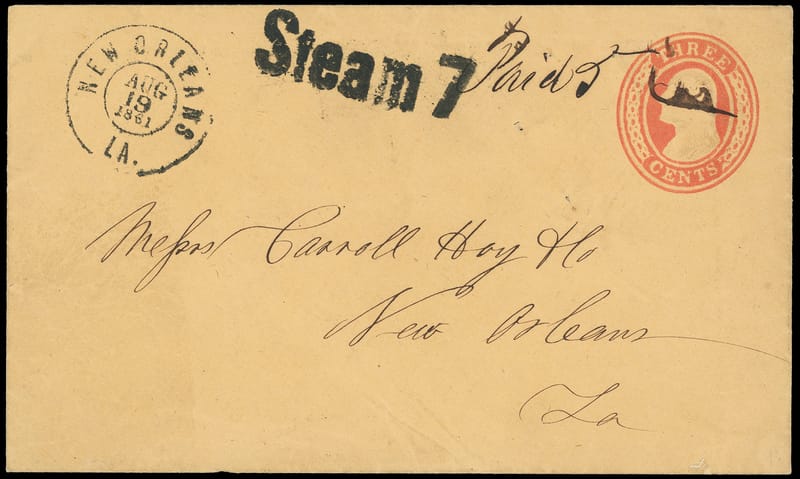 NEW ORLEANS
AUG
19
1861
LA.
Steam 7
Paid 5
THREE
CENTS
Messrs Carroll Hoy & Co
New Orleans
La